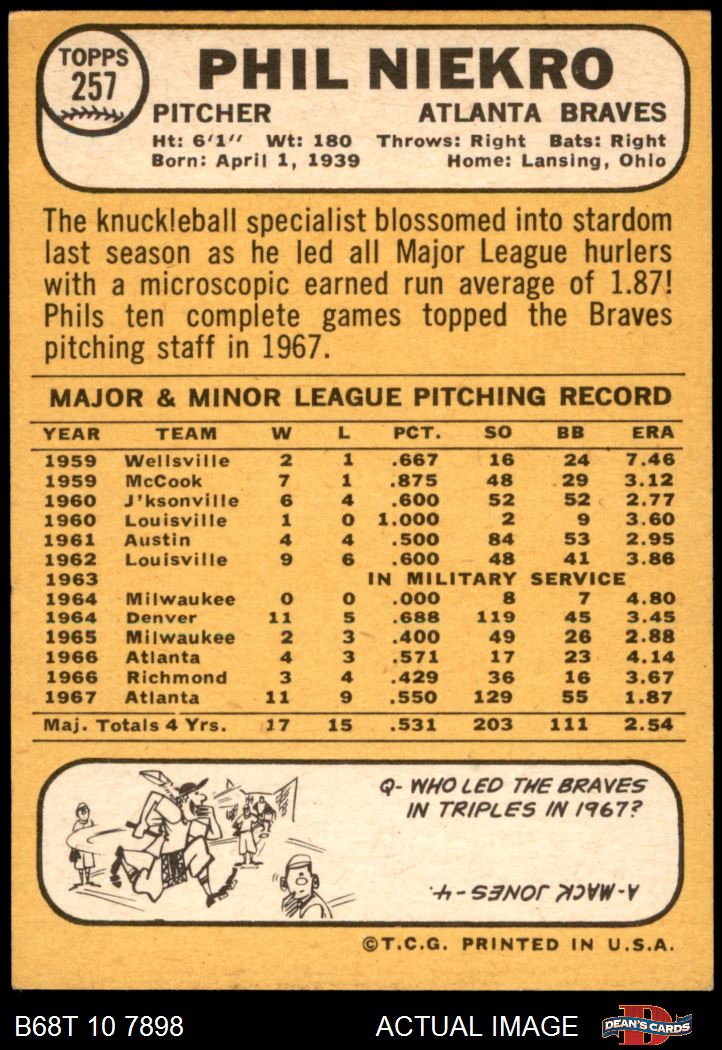 TOPPS
257
PHIL NIEKRO
PITCHER ATLANTA BRAVES
Ht: 6'1" Wt: 180 Throws: Right Bats: Right
Born: April 1, 1939 Home: Lansing, Ohio
The knuckleball specialist blossomed into stardom
last season as he led all Major League hurlers
with a microscopic earned run average of 1.87!
Phils ten complete games topped the Braves
pitching staff in 1967.
MAJOR & MINOR LEAGUE PITCHING RECORD
YEAR TEAM W L PCT. SO BB ERA
1959 Wellsville 2 1 .667 16 24 7.46
1959 McCook 7 1 .875 48 29 3.12
1960 J'ksonville 6 4 .600 52 52 2.77
1960 Louisville 1 0 1.000 2 9 3.60
1961 Austin 4 4 .500 84 53 2.95
1962 Louisville 9 6 .600 48 41 3.86
1963 IN MILITARY SERVICE
1964 Milwaukee 0 0 .000 8 7 4.80
1964 Denver 11 5 .688 119 45 3.45
1965 Milwaukee 2 3 .400 49 26 2.88
1966 Atlanta 4 3 .571 17 23 4.14
1966 Richmond 3 4 .429 36 16 3.67
1967 Atlanta 11 9 .550 129 55 1.87
Maj. Totals 4 Yrs. 17 15 .531 203 111 2.54
Q- WHO LED THE BRAVES
IN TRIPLES IN 1967?
A- MACK JONES - 4.
©T.C.G. PRINTED IN U.S.A.
B68T 10 7898 ACTUAL IMAGE D DEAN'S CARDS